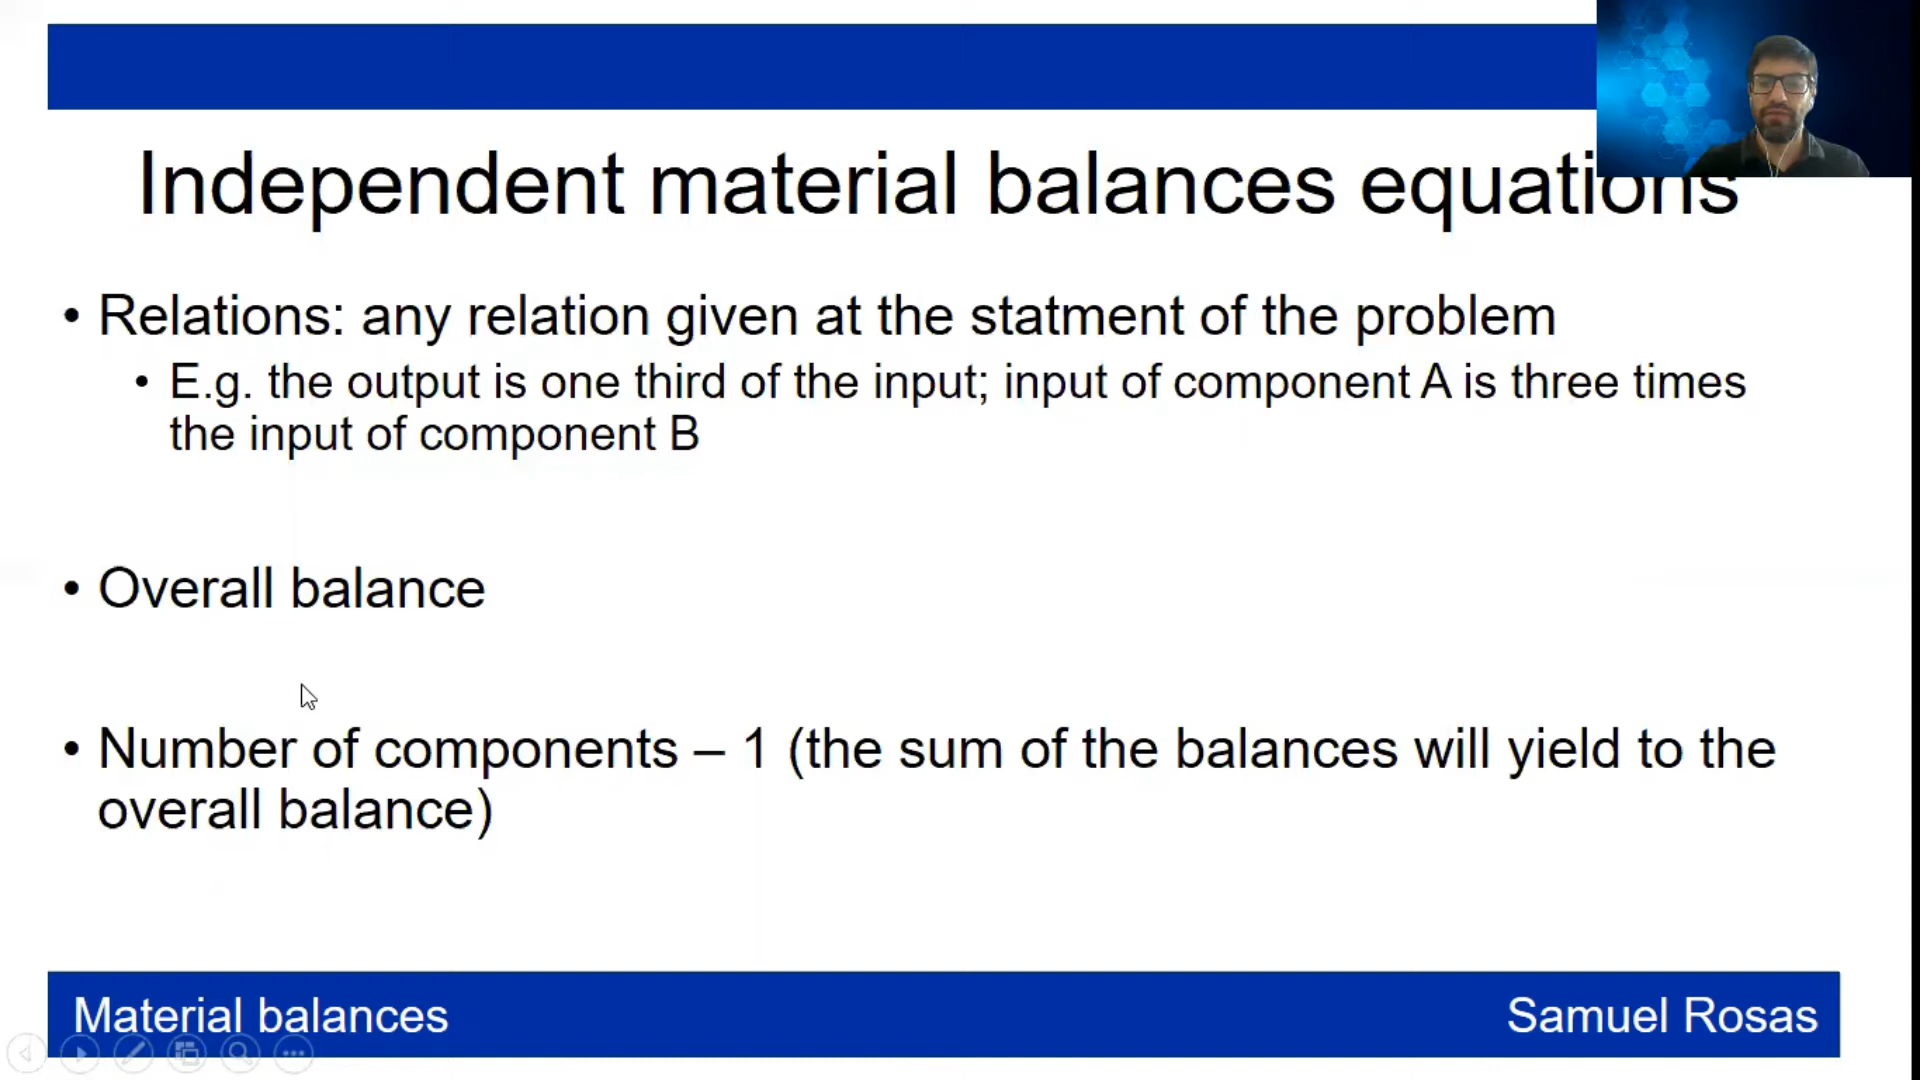 Independent material balances equations
• Relations: any relation given at the statment of the problem
• E.g. the output is one third of the input; input of component A is three times
the input of component B
• Overall balance
• Number of components – 1 (the sum of the balances will yield to the
overall balance)
Material balances
Samuel Rosas